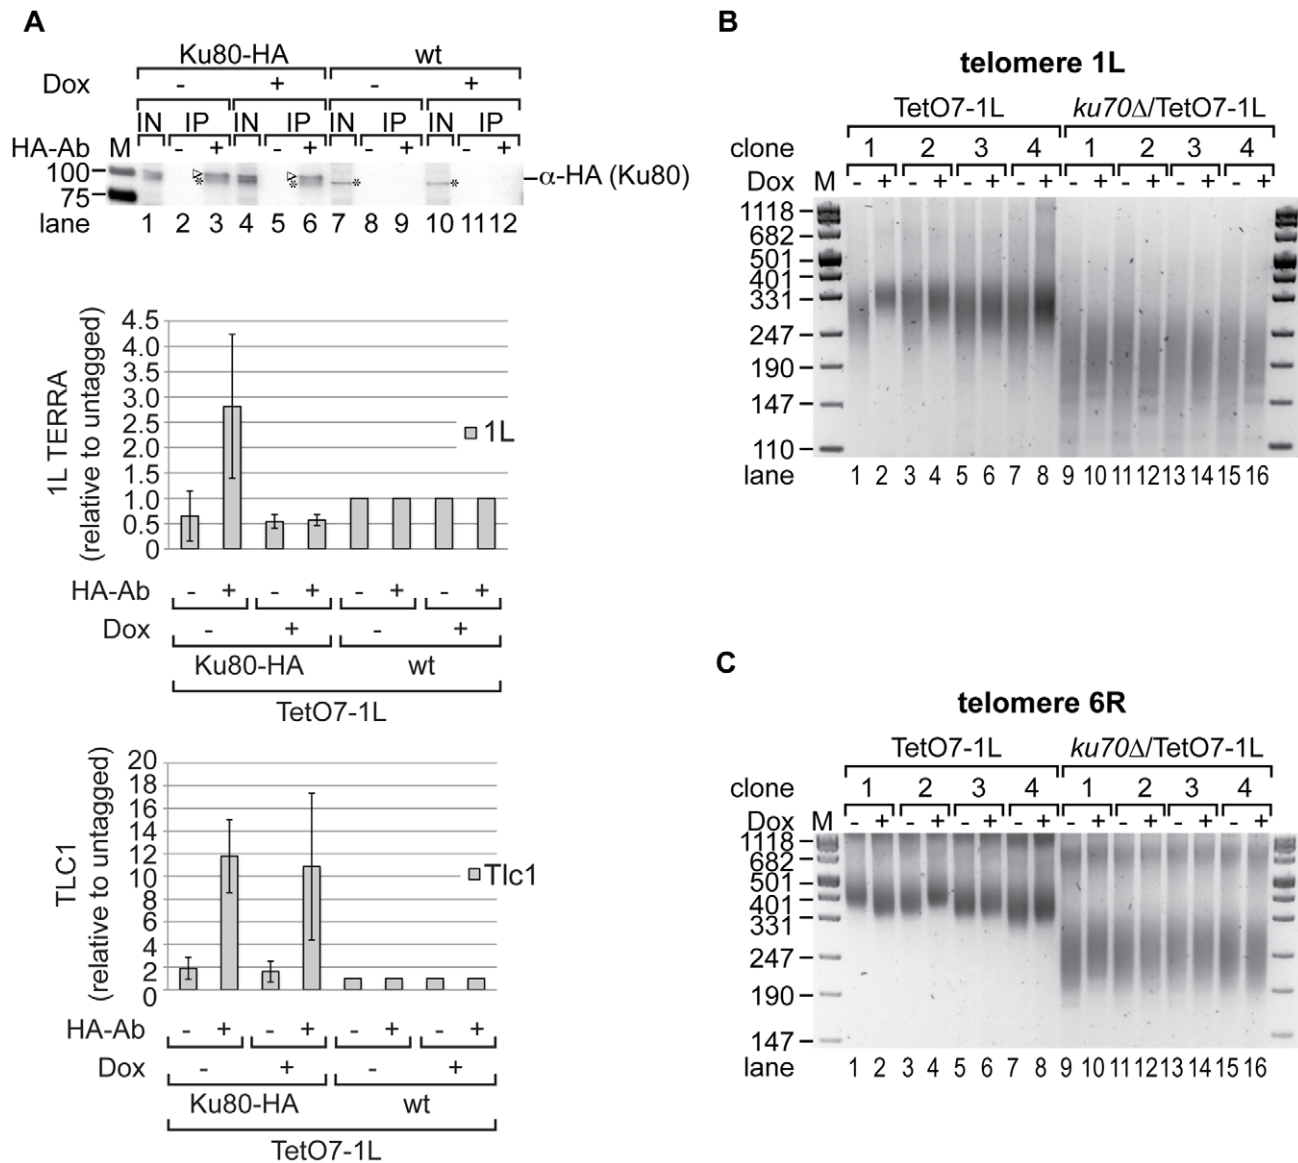 A
Ku80-HA wt
Dox - + - +
IN IP IN IP IN IP IN IP
HA-Ab M - + - + - + - +
100
75
▷
*
▷
*
*
*
α-HA (Ku80)
lane 1 2 3 4 5 6 7 8 9 10 11 12
1L TERRA
(relative to untagged)
4.5
4.0
3.5
3.0
2.5
2.0
1.5
1.0
0.5
0
1L
HA-Ab - + - + - + - +
Dox - + - +
Ku80-HA wt
TetO7-1L
TLC1
(relative to untagged)
20
18
16
14
12
10
8
6
4
2
0
Tlc1
HA-Ab - + - + - + - +
Dox - + - +
Ku80-HA wt
TetO7-1L
B
telomere 1L
TetO7-1L ku70Δ/TetO7-1L
clone 1 2 3 4 1 2 3 4
Dox M - + - + - + - + - + - + - + - +
1118
682
501
401
331
247
190
147
110
lane 1 2 3 4 5 6 7 8 9 10 11 12 13 14 15 16
C
telomere 6R
TetO7-1L ku70Δ/TetO7-1L
clone 1 2 3 4 1 2 3 4
Dox M - + - + - + - + - + - + - + - +
1118
682
501
401
331
247
190
147
lane 1 2 3 4 5 6 7 8 9 10 11 12 13 14 15 16